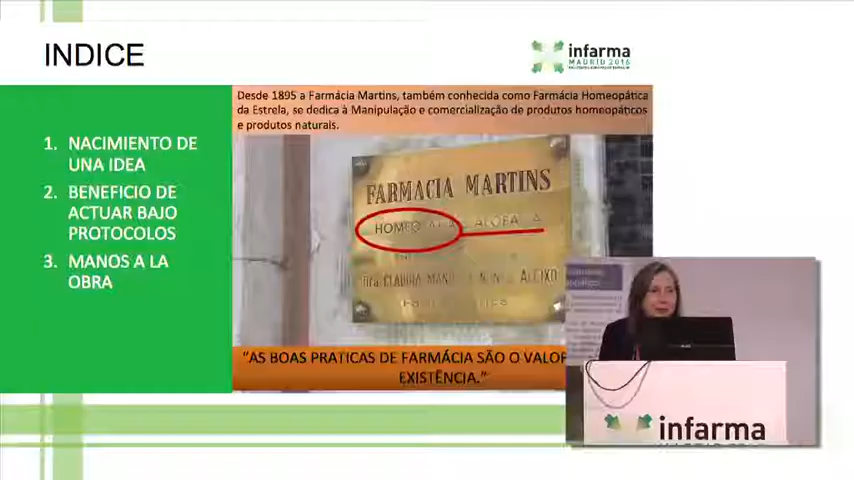 INDICE
infarma
MADRID 2016
1. NACIMIENTO DE
UNA IDEA
2. BENEFICIO DE
ACTUAR BAJO
PROTOCOLOS
3. MANOS A LA
OBRA
Desde 1895 a Farmácia Martins, também conhecida como Farmácia Homeopática
da Estrela, se dedica à Manipulação e comercialização de produtos homeopáticos
e produtos naturais.
FARMACIA MARTINS
HOMEO
ALEIXO
"AS BOAS PRATICAS DE FARMÁCIA SÃO O VALOR
EXISTÊNCIA."
infarma